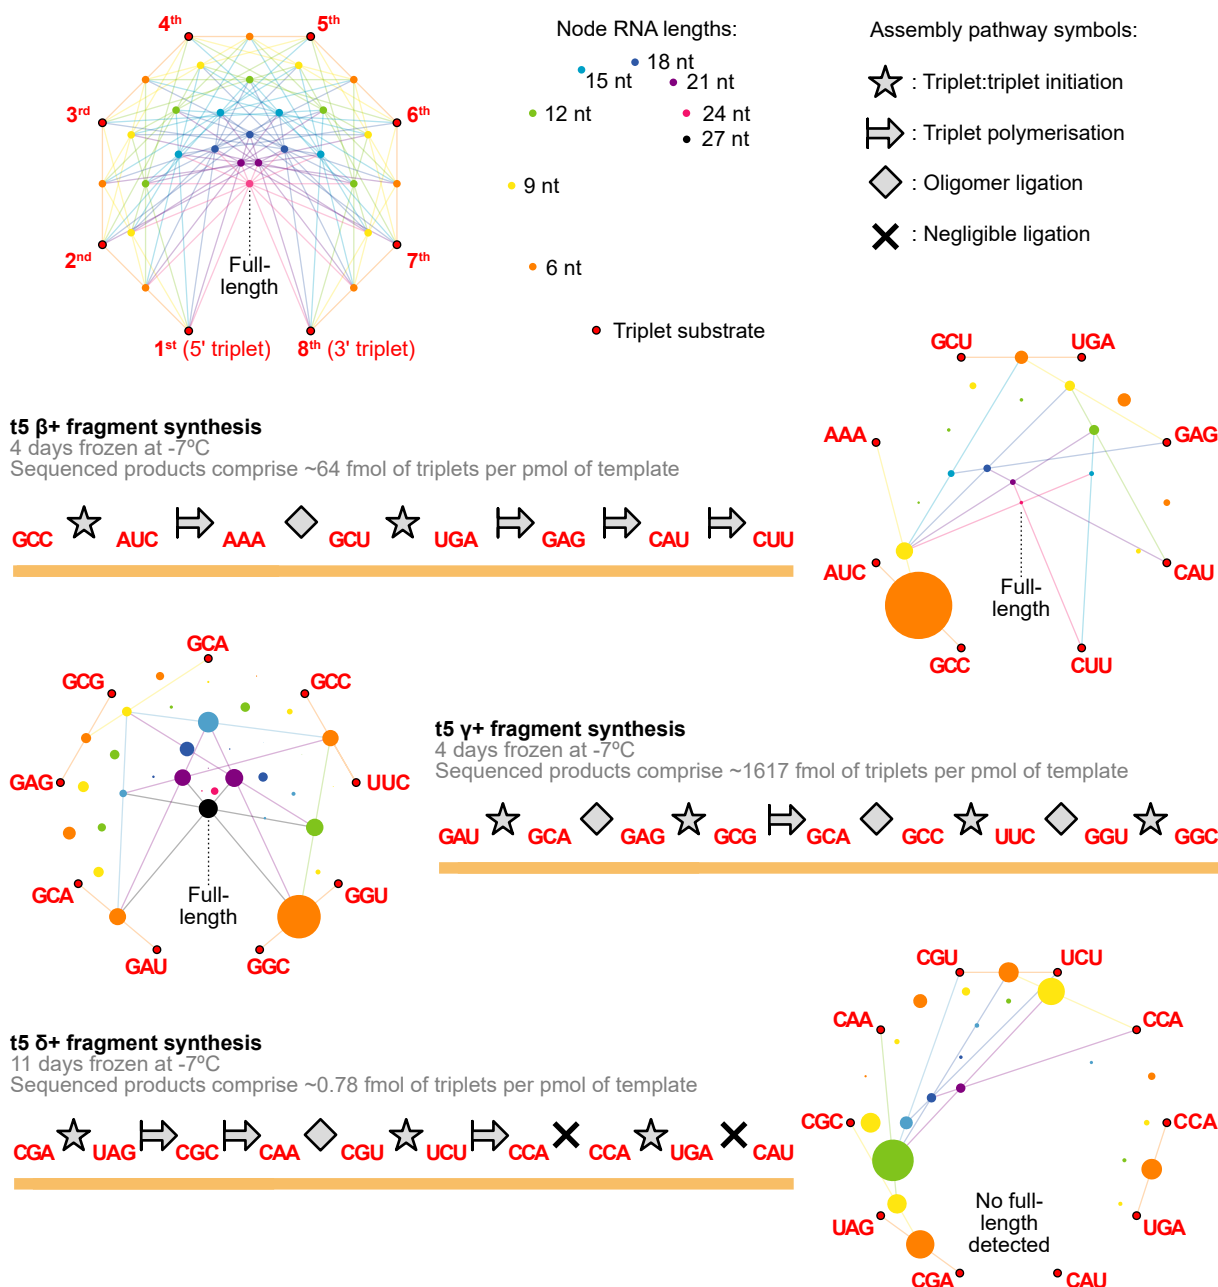 4th
5th
3rd
6th
2nd
7th
Full-
length
1st (5' triplet)
8th (3' triplet)
Node RNA lengths:
18 nt
15 nt
21 nt
12 nt
24 nt
27 nt
9 nt
6 nt
Triplet substrate
Assembly pathway symbols:
: Triplet:triplet initiation
: Triplet polymerisation
: Oligomer ligation
: Negligible ligation
t5 β+ fragment synthesis
4 days frozen at -7ºC
Sequenced products comprise ~64 fmol of triplets per pmol of template
GCC AUC AAA GCU UGA GAG CAU CUU
GCU
UGA
AAA
GAG
AUC
CAU
Full-
length
GCC
CUU
GCA
GCG
GCC
GAG
UUC
GCA
GGU
Full-
length
GAU
GGC
t5 γ+ fragment synthesis
4 days frozen at -7ºC
Sequenced products comprise ~1617 fmol of triplets per pmol of template
GAU GCA GAG GCG GCA GCC UUC GGU GGC
t5 δ+ fragment synthesis
11 days frozen at -7ºC
Sequenced products comprise ~0.78 fmol of triplets per pmol of template
CGA UAG CGC CAA CGU UCU CCA CCA UGA CAU
CGU
UCU
CAA
CCA
CGC
CCA
UAG
UGA
No full-
length
detected
CGA
CAU